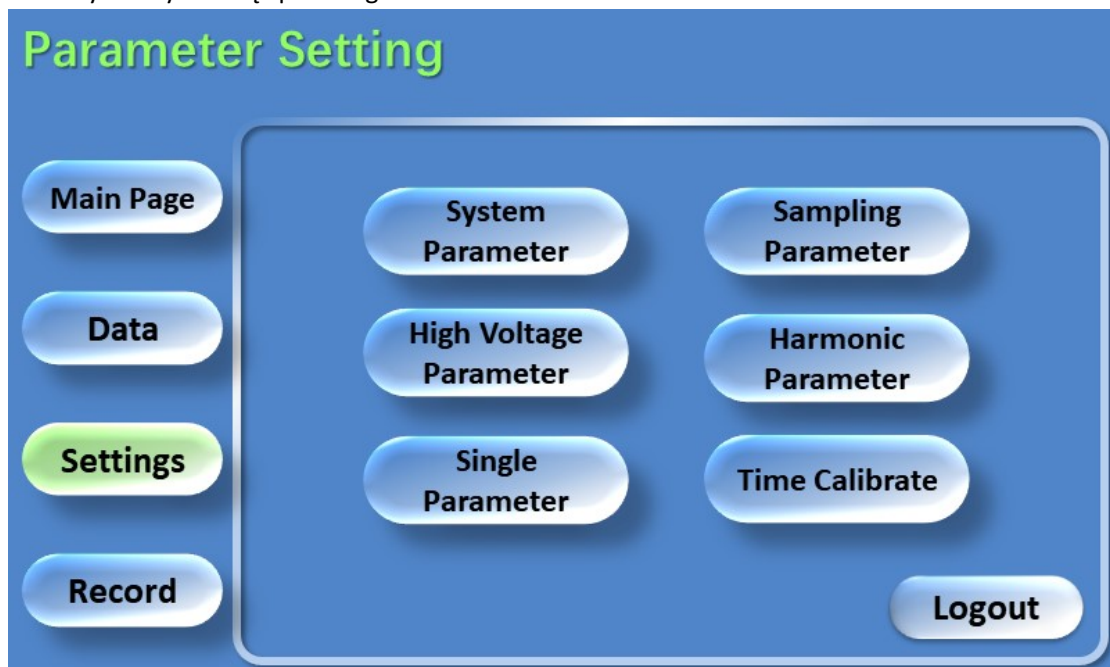 Parameter Setting
Main Page
Data
Settings
Record
System
Parameter
Sampling
Parameter
High Voltage
Parameter
Harmonic
Parameter
Single
Parameter
Time Calibrate
Logout